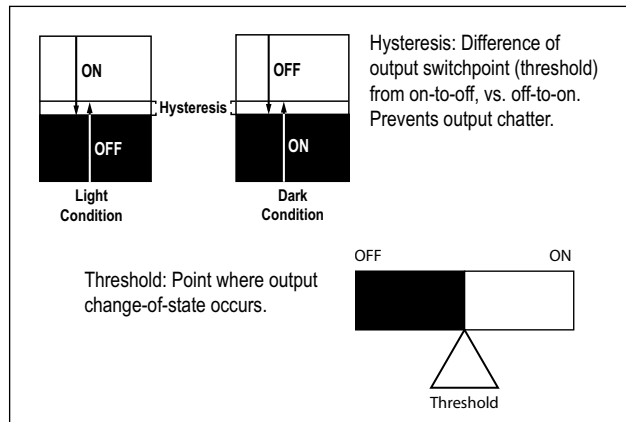 ON
OFF
Light
Condition
Hysteresis
OFF
ON
Dark
Condition
Hysteresis: Difference of
output switchpoint (threshold)
from on-to-off, vs. off-to-on.
Prevents output chatter.
Threshold: Point where output
change-of-state occurs.
OFF ON
Threshold